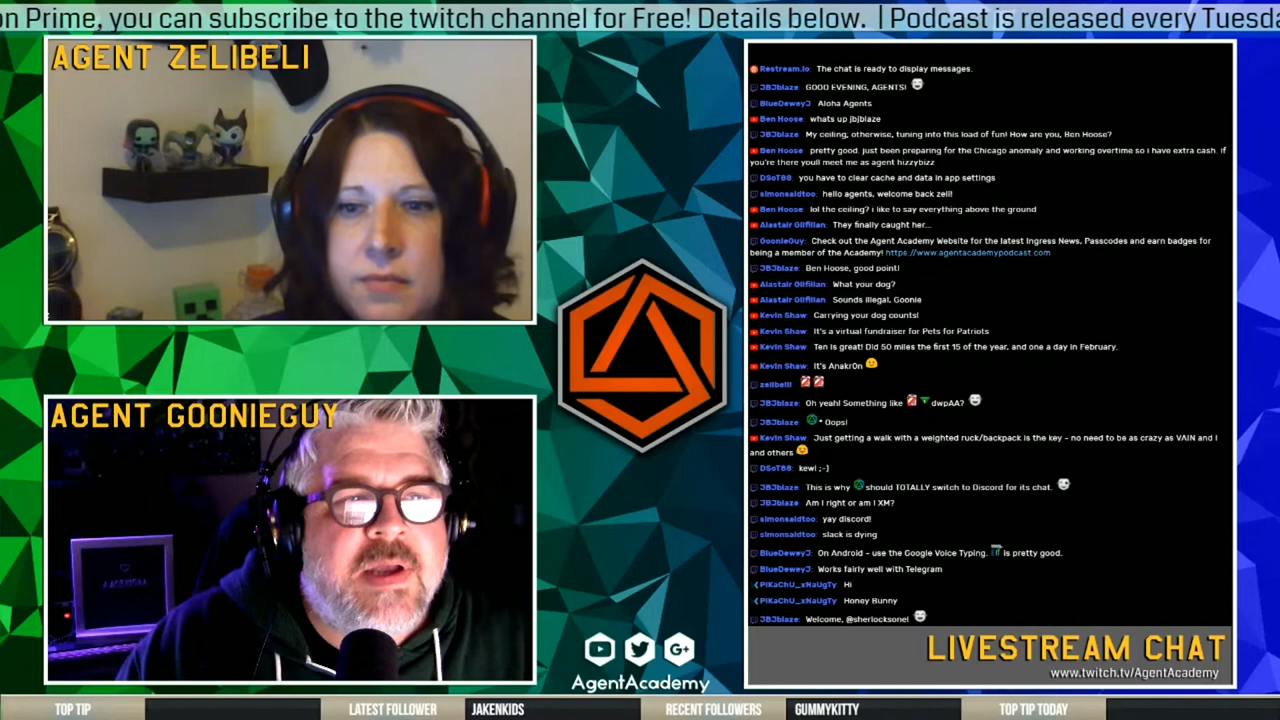 on Prime, you can subscribe to the twitch channel for Free! Details below. | Podcast is released every Tuesda
AGENT ZELIBELI
AGENT GOONIEGUY
AgentAcademy
Restream.io: The chat is ready to display messages.
JBJblaze: GOOD EVENING, AGENTS!
BlueDeweyJ: Aloha Agents
Ben Hoose: whats up jbjblaze
JBJblaze: My ceiling; otherwise, tuning into this load of fun! How are you, Ben Hoose?
Ben Hoose: pretty good. just been preparing for the Chicago anomaly and working overtime so i have extra cash. if
you're there youll meet me as agent hizzybizz
DSoT88: you have to clear cache and data in app settings
simonsaidtoo: hello agents, welcome back zeli!
Ben Hoose: lol the ceiling? i like to say everything above the ground
Alastair Gilfillan: They finally caught her...
GoonieGuy: Check out the Agent Academy Website for the latest Ingress News, Passcodes and earn badges for
being a member of the Academy! https://www.agentacademypodcast.com
JBJblaze: Ben Hoose, good point!
Alastair Gilfillan: What your dog?
Alastair Gilfillan: Sounds illegal, Goonie
Kevin Shaw: Carrying your dog counts!
Kevin Shaw: It's a virtual fundraiser for Pets for Patriots
Kevin Shaw: Ten is great! Did 50 miles the first 15 of the year, and one a day in February.
Kevin Shaw: It's Anakr0n
zelibelli:
JBJblaze: Oh yeah! Something like dwpAA?
JBJblaze: * Oops!
Kevin Shaw: Just getting a walk with a weighted ruck/backpack is the key - no need to be as crazy as VAIN and I
and others
DSoT88: kewl ;-}
JBJblaze: This is why should TOTALLY switch to Discord for its chat.
JBJblaze: Am I right or am I XM?
simonsaidtoo: yay discord!
simonsaidtoo: slack is dying
BlueDeweyJ: On Android - use the Google Voice Typing. is pretty good.
BlueDeweyJ: Works fairly well with Telegram
PiKaChU_xNaUgTy Hi
PiKaChU_xNaUgTy Honey Bunny
JBJblaze: Welcome, @sherlocksone!
LIVESTREAM CHAT
www.twitch.tv/AgentAcademy
TOP TIP
LATEST FOLLOWER
JAKENKIDS
RECENT FOLLOWERS
GUMMYKITTY
TOP TIP TODAY